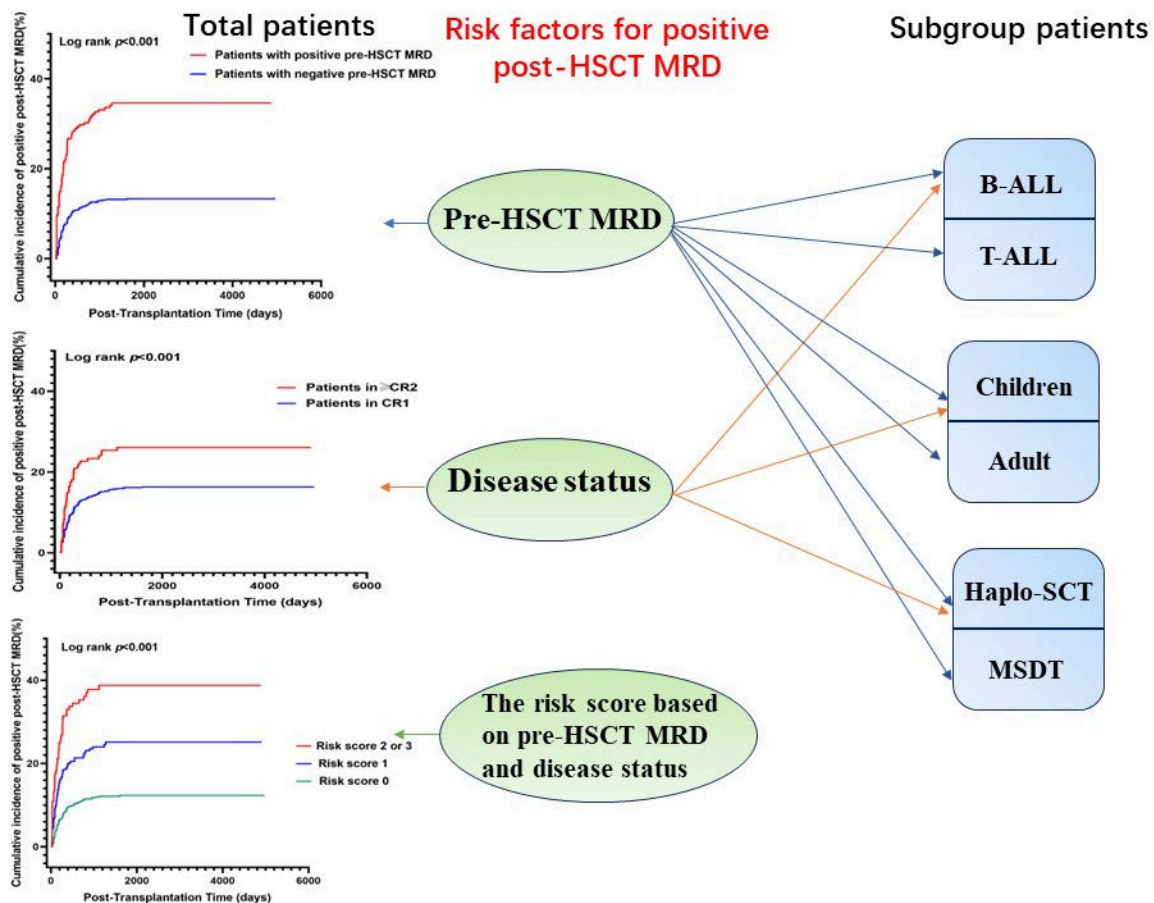 Total patients
Risk factors for positive
post-HSCT MRD
Subgroup patients
Log rank p<0.001
Patients with positive pre-HSCT MRD
Patients with negative pre-HSCT MRD
Cumulative incidence of positive post-HSCT MRD(%)
40
20
0
0 2000 4000 6000
Post-Transplantation Time (days)
Pre-HSCT MRD
B-ALL
T-ALL
Log rank p<0.001
Patients in ≥CR2
Patients in CR1
Cumulative incidence of positive post-HSCT MRD(%)
40
20
0
0 2000 4000 6000
Post-Transplantation Time (days)
Disease status
Children
Adult
Haplo-SCT
MSDT
Log rank p<0.001
Risk score 2 or 3
Risk score 1
Risk score 0
Cumulative incidence of positive post-HSCT MRD(%)
40
20
0
0 2000 4000 6000
Post-Transplantation Time (days)
The risk score based
on pre-HSCT MRD
and disease status